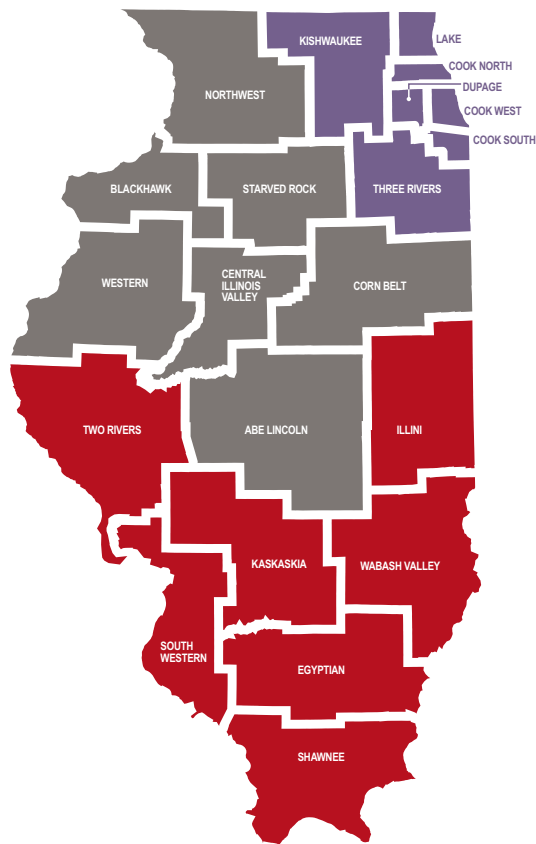 KISHWAUKEE
LAKE
COOK NORTH
DUPAGE
NORTHWEST
COOK WEST
COOK SOUTH
BLACKHAWK
STARVED ROCK
THREE RIVERS
WESTERN
CENTRAL
ILLINOIS
VALLEY
CORN BELT
TWO RIVERS
ABE LINCOLN
ILLINI
KASKASKIA
WABASH VALLEY
SOUTH
WESTERN
EGYPTIAN
SHAWNEE